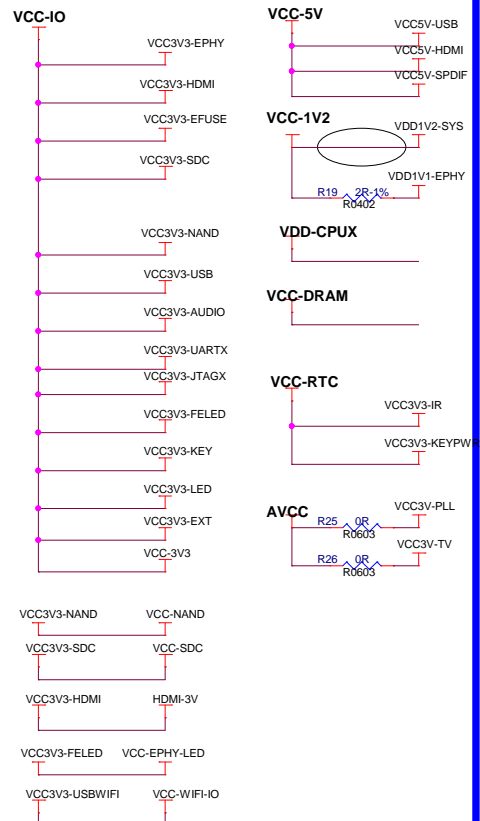 VCC-IO
VCC3V3-EPHY
VCC3V3-HDMI
VCC3V3-EFUSE
VCC3V3-SDC
VCC3V3-NAND
VCC3V3-USB
VCC3V3-AUDIO
VCC3V3-UARTX
VCC3V3-JTAGX
VCC3V3-FELED
VCC3V3-KEY
VCC3V3-LED
VCC3V3-EXT
VCC-3V3
VCC3V3-NAND VCC-NAND
VCC3V3-SDC VCC-SDC
VCC3V3-HDMI HDMI-3V
VCC3V3-FELED VCC-EPHY-LED
VCC3V3-USBWIFI VCC-WIFI-IO
VCC-5V
VCC5V-USB
VCC5V-HDMI
VCC5V-SPDIF
VCC-1V2
VDD1V2-SYS
VDD1V1-EPHY
R19 2R-1%
R0402
VDD-CPUX
VCC-DRAM
VCC-RTC
VCC3V3-IR
VCC3V3-KEYPWR
AVCC
VCC3V-PLL
R25 0R
R0603
VCC3V-TV
R26 0R
R0603